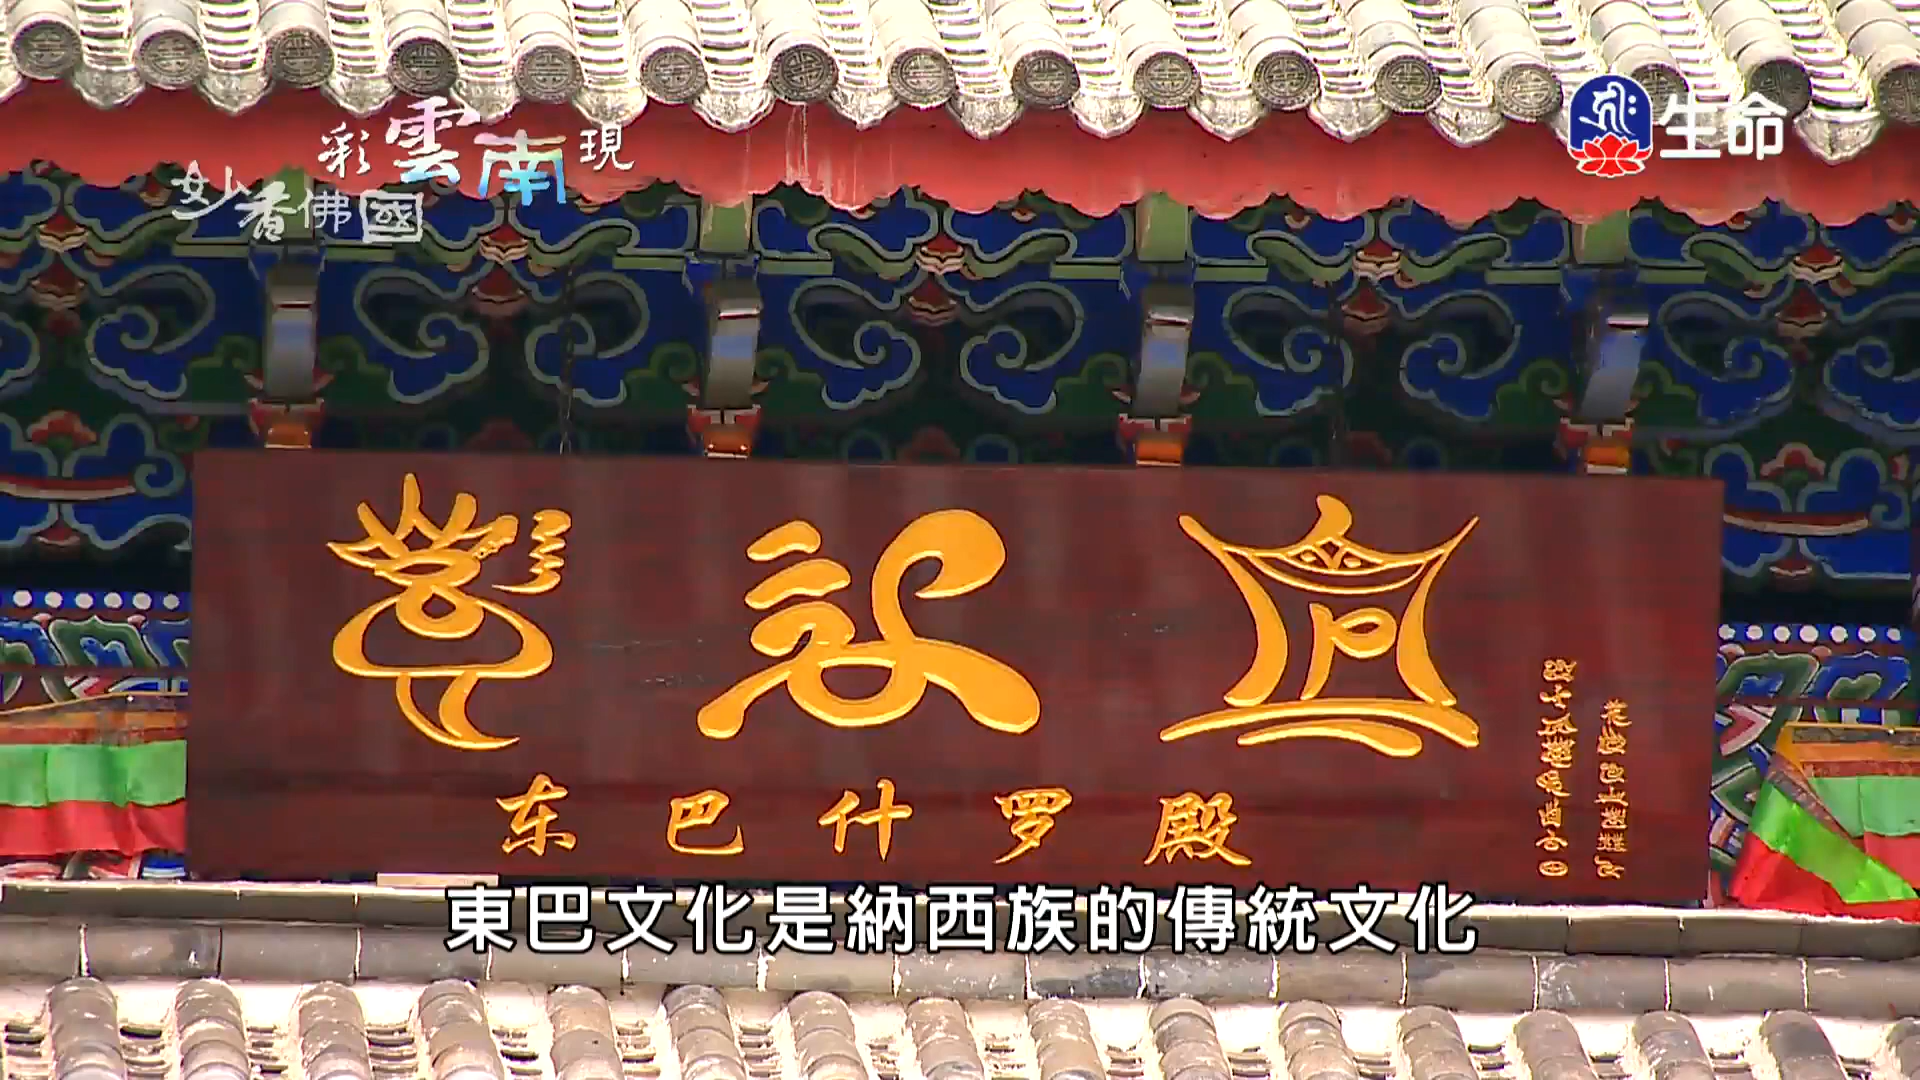 彩雲南現
妙香佛國
生命
东巴什罗殿
東巴文化是納西族的傳統文化